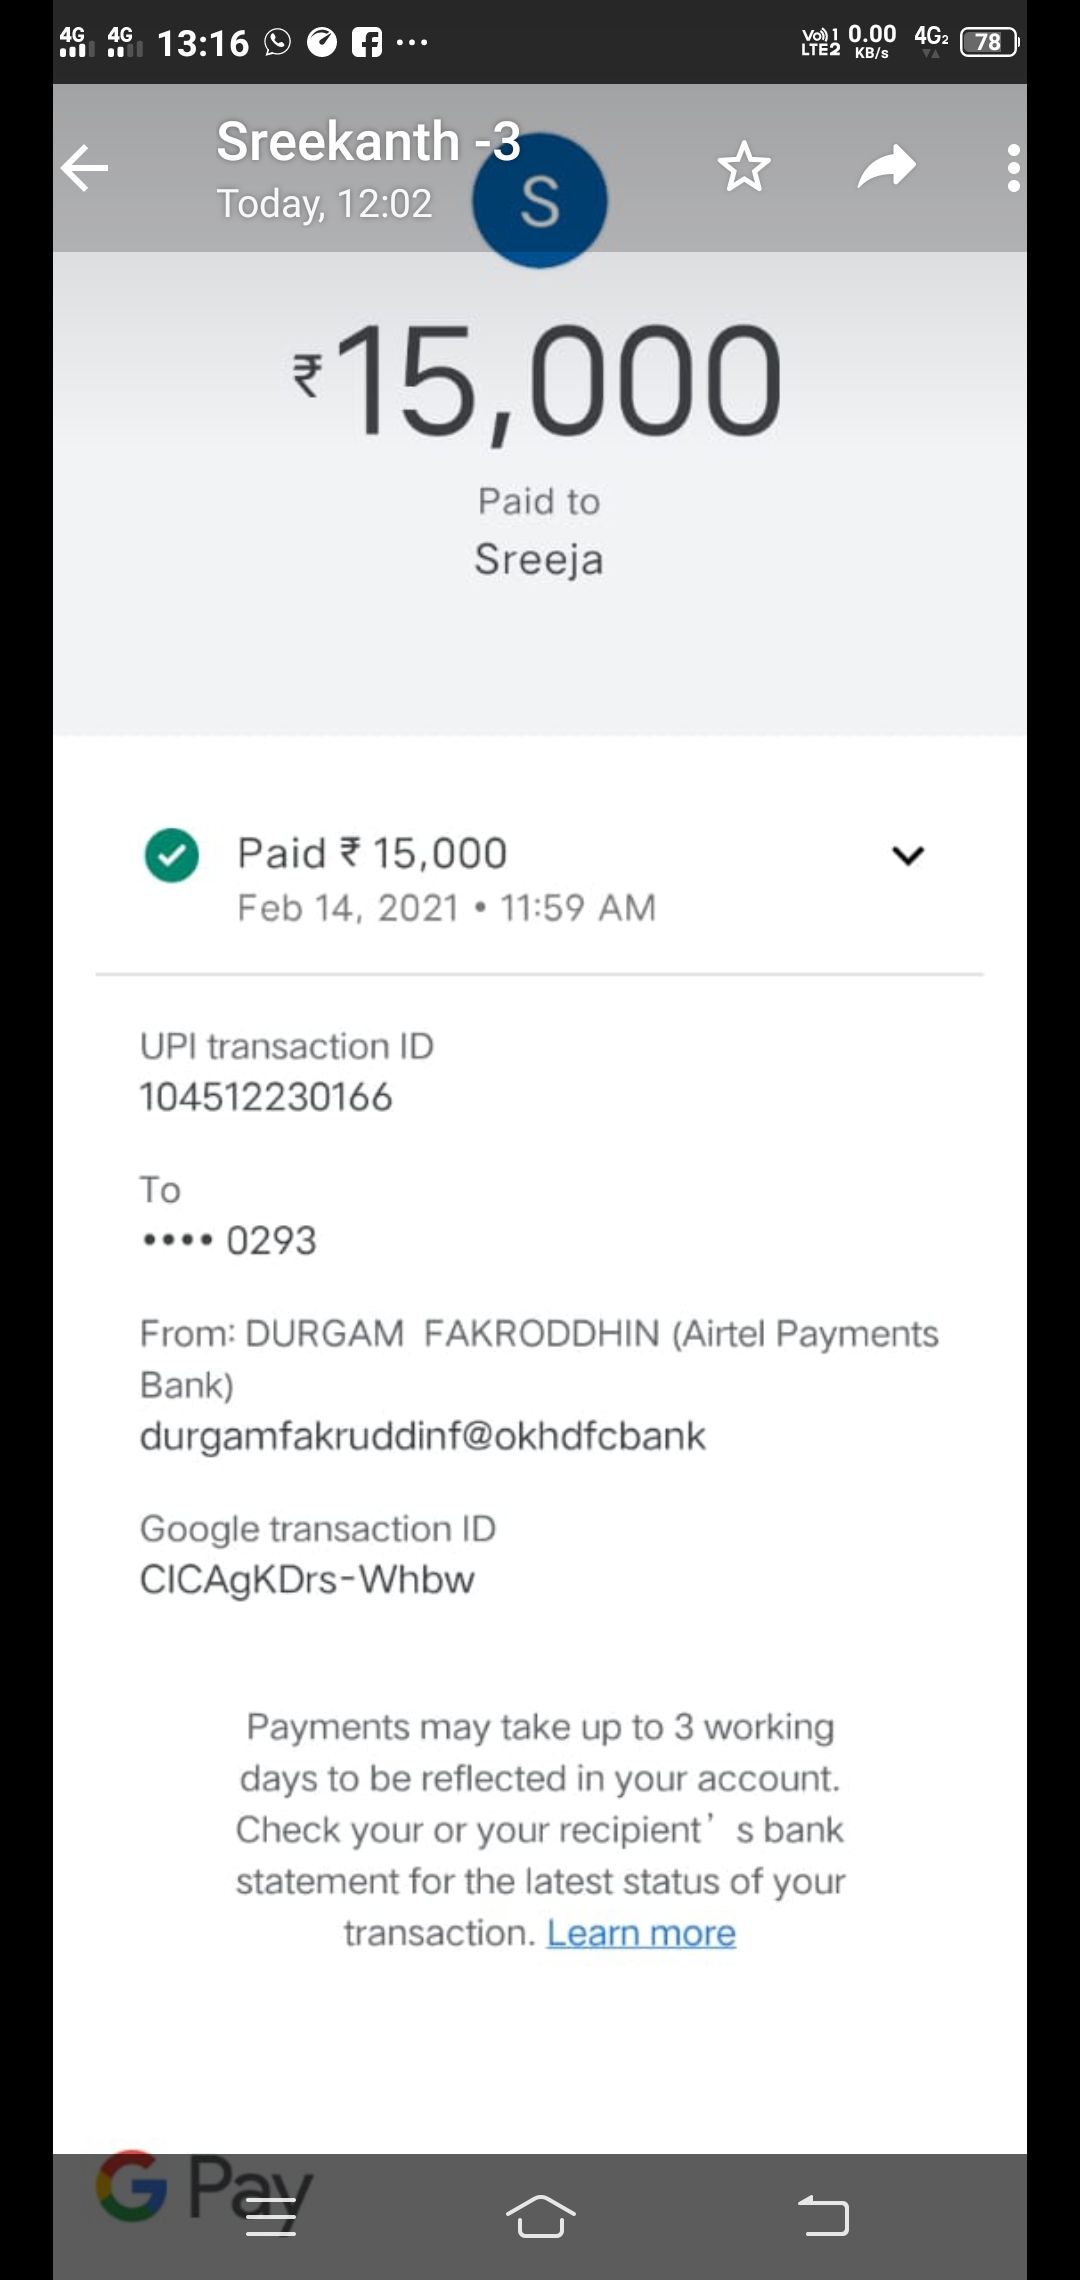 4G 4G 13:16 ... Vo)) 1 LTE2 0.00 KB/s 4G2 78
Sreekanth -3
Today, 12:02
S
₹15,000
Paid to
Sreeja
Paid ₹ 15,000
Feb 14, 2021 • 11:59 AM
UPI transaction ID
104512230166
To
•••• 0293
From: DURGAM  FAKRODDHIN (Airtel Payments
Bank)
durgamfakruddinf@okhdfcbank
Google transaction ID
CICAgKDrs-Whbw
Payments may take up to 3 working
days to be reflected in your account.
Check your or your recipient’ s bank
statement for the latest status of your
transaction. Learn more
G Pay